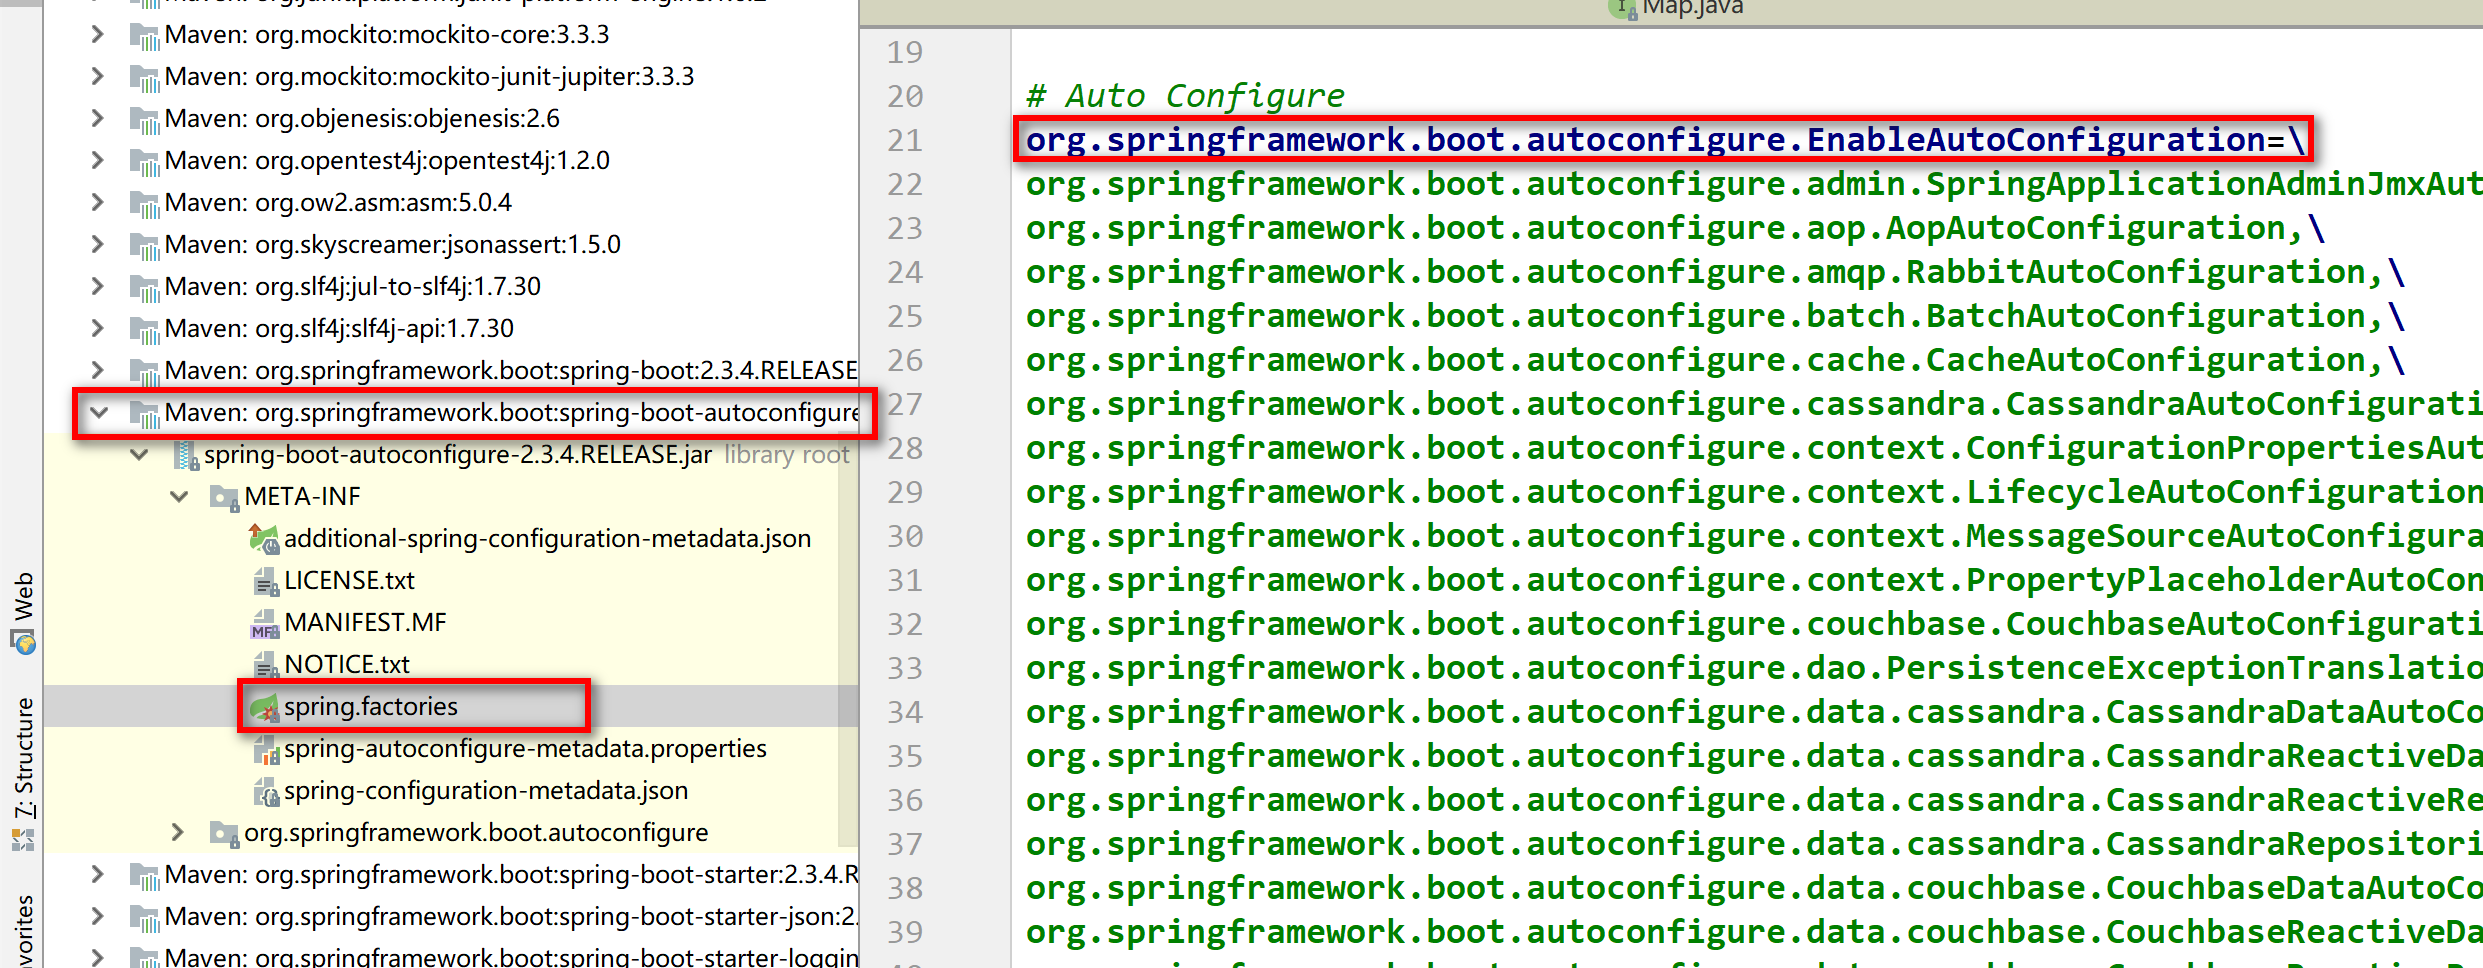 Maven: org.mockito:mockito-core:3.3.3
Maven: org.mockito:mockito-junit-jupiter:3.3.3
Maven: org.objenesis:objenesis:2.6
Maven: org.opentest4j:opentest4j:1.2.0
Maven: org.ow2.asm:asm:5.0.4
Maven: org.skyscreamer:jsonassert:1.5.0
Maven: org.slf4j:jul-to-slf4j:1.7.30
Maven: org.slf4j:slf4j-api:1.7.30
Maven: org.springframework.boot:spring-boot:2.3.4.RELEASE
Maven: org.springframework.boot:spring-boot-autoconfigure
spring-boot-autoconfigure-2.3.4.RELEASE.jar library root
META-INF
additional-spring-configuration-metadata.json
LICENSE.txt
MANIFEST.MF
NOTICE.txt
spring.factories
spring-autoconfigure-metadata.properties
spring-configuration-metadata.json
org.springframework.boot.autoconfigure
Maven: org.springframework.boot:spring-boot-starter:2.3.4.R
Maven: org.springframework.boot:spring-boot-starter-json:2.
Maven: org.springframework.boot:spring-boot-starter-loggin
Web
7: Structure
avorites
Map.java
19
20 # Auto Configure
21 org.springframework.boot.autoconfigure.EnableAutoConfiguration=\
22 org.springframework.boot.autoconfigure.admin.SpringApplicationAdminJmxAut
23 org.springframework.boot.autoconfigure.aop.AopAutoConfiguration,\
24 org.springframework.boot.autoconfigure.amqp.RabbitAutoConfiguration,\
25 org.springframework.boot.autoconfigure.batch.BatchAutoConfiguration,\
26 org.springframework.boot.autoconfigure.cache.CacheAutoConfiguration,\
27 org.springframework.boot.autoconfigure.cassandra.CassandraAutoConfigurati
28 org.springframework.boot.autoconfigure.context.ConfigurationPropertiesAut
29 org.springframework.boot.autoconfigure.context.LifecycleAutoConfiguration
30 org.springframework.boot.autoconfigure.context.MessageSourceAutoConfigura
31 org.springframework.boot.autoconfigure.context.PropertyPlaceholderAutoCon
32 org.springframework.boot.autoconfigure.couchbase.CouchbaseAutoConfigurati
33 org.springframework.boot.autoconfigure.dao.PersistenceExceptionTranslatio
34 org.springframework.boot.autoconfigure.data.cassandra.CassandraDataAutoCo
35 org.springframework.boot.autoconfigure.data.cassandra.CassandraReactiveDa
36 org.springframework.boot.autoconfigure.data.cassandra.CassandraReactiveRe
37 org.springframework.boot.autoconfigure.data.cassandra.CassandraRepositori
38 org.springframework.boot.autoconfigure.data.couchbase.CouchbaseDataAutoCo
39 org.springframework.boot.autoconfigure.data.couchbase.CouchbaseReactiveDa